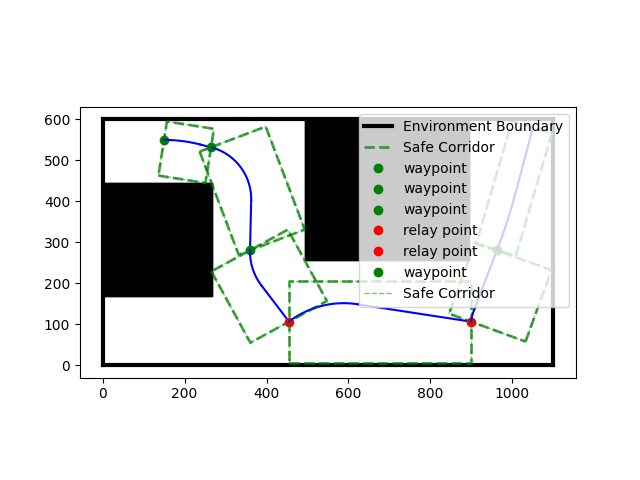 600
500
400
300
200
100
0
0
200
400
600
800
1000
Environment Boundary
Safe Corridor
waypoint
waypoint
waypoint
relay point
relay point
waypoint
Safe Corridor